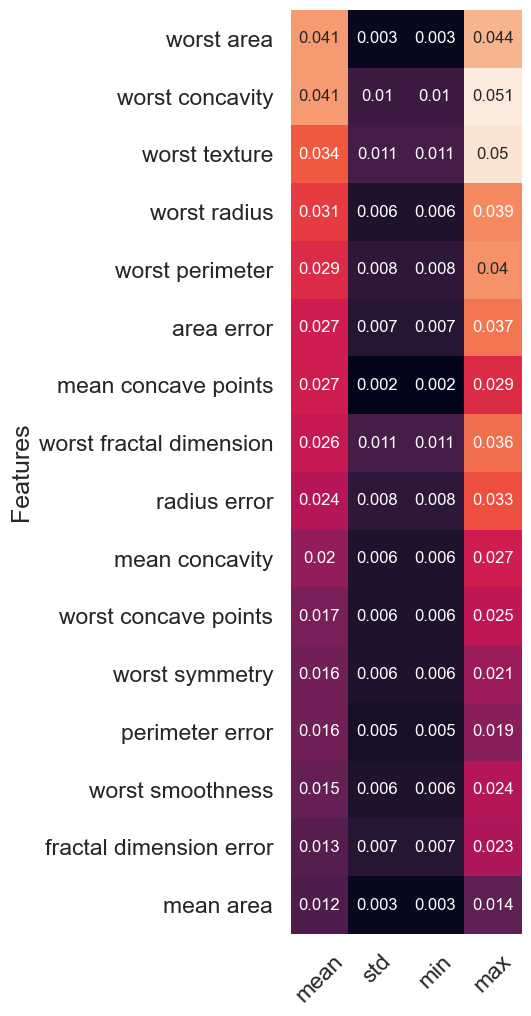 Features
worst area 0.041 0.003 0.003 0.044
worst concavity 0.041 0.01 0.01 0.051
worst texture 0.034 0.011 0.011 0.05
worst radius 0.031 0.006 0.006 0.039
worst perimeter 0.029 0.008 0.008 0.04
area error 0.027 0.007 0.007 0.037
mean concave points 0.027 0.002 0.002 0.029
worst fractal dimension 0.026 0.011 0.011 0.036
radius error 0.024 0.008 0.008 0.033
mean concavity 0.02 0.006 0.006 0.027
worst concave points 0.017 0.006 0.006 0.025
worst symmetry 0.016 0.006 0.006 0.021
perimeter error 0.016 0.005 0.005 0.019
worst smoothness 0.015 0.006 0.006 0.024
fractal dimension error 0.013 0.007 0.007 0.023
mean area 0.012 0.003 0.003 0.014
mean std min max